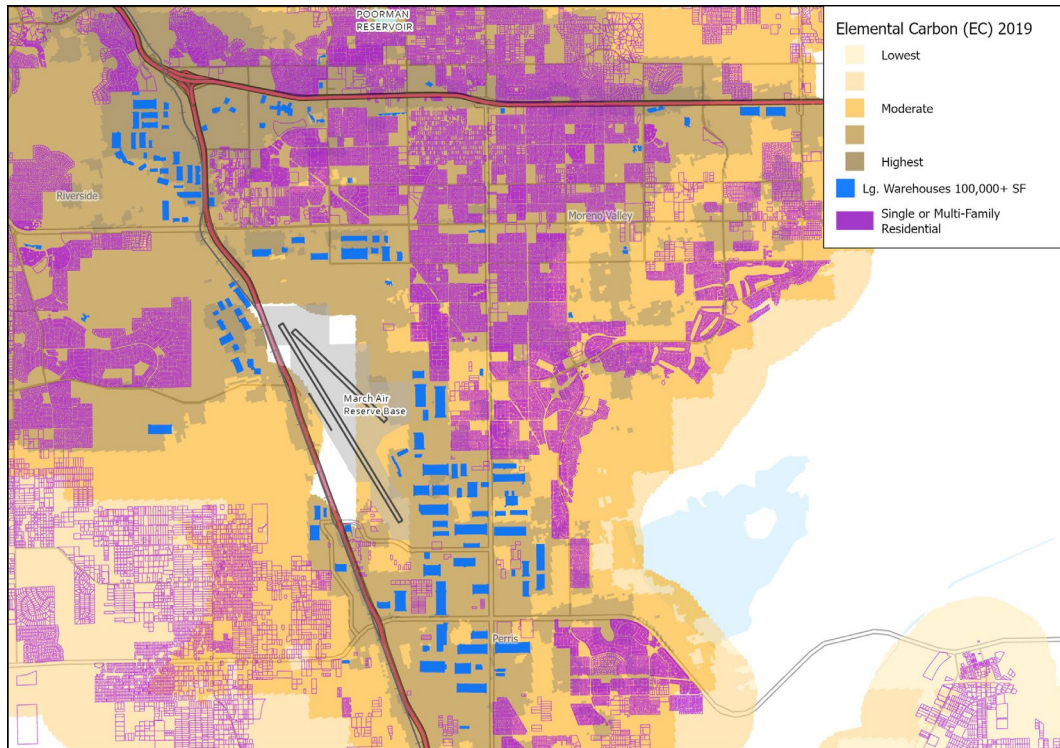 POORMAN
RESERVOIR
Elemental Carbon (EC) 2019
Lowest
Moderate
Highest
Lg. Warehouses 100,000+ SF
Single or Multi-Family
Residential
Riverside
Moreno Valley
March Air
Reserve Base
Perris